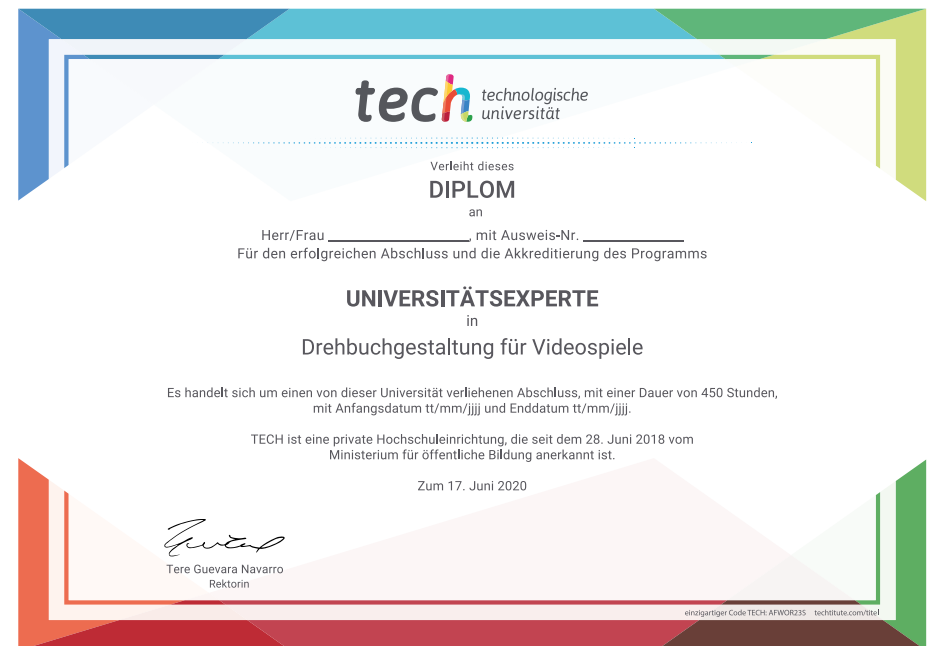 tech technologische
universität
Verleiht dieses
DIPLOM
an
Herr/Frau ____________________, mit Ausweis-Nr. ______________
Für den erfolgreichen Abschluss und die Akkreditierung des Programms
UNIVERSITÄTSEXPERTE
in
Drehbuchgestaltung für Videospiele
Es handelt sich um einen von dieser Universität verliehenen Abschluss, mit einer Dauer von 450 Stunden,
mit Anfangsdatum tt/mm/jjjj und Enddatum tt/mm/jjjj.
TECH ist eine private Hochschuleinrichtung, die seit dem 28. Juni 2018 vom
Ministerium für öffentliche Bildung anerkannt ist.
Zum 17. Juni 2020
Tere Guevara Navarro
Rektorin
einzigartiger Code TECH: AFWOR235 techtitute.com/titel